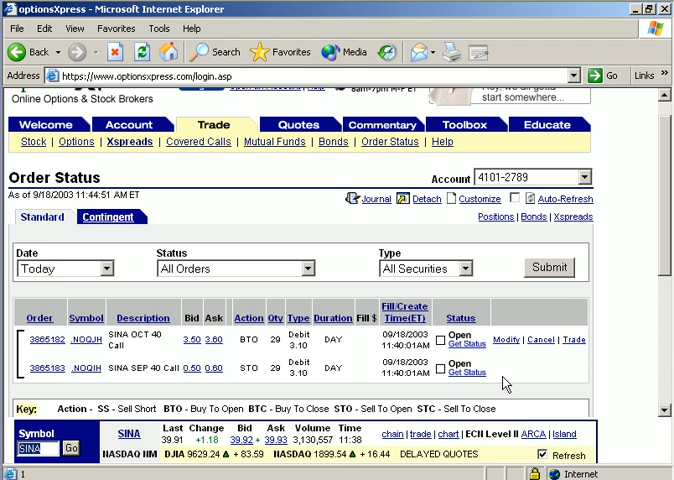 optionsXpress - Microsoft Internet Explorer
File Edit View Favorites Tools Help
Back Search Favorites Media
Address https://www.optionsxpress.com/login.asp Go Links »
Online Options & Stock Brokers
start somewhere...
Welcome Account Trade Quotes Commentary Toolbox Educate
Stock | Options | Xspreads | Covered Calls | Mutual Funds | Bonds | Order Status | Help
Order Status
Account 4101-2789
As of 9/18/2003 11:44:51 AM ET
Journal Detach Customize Auto-Refresh
Standard Contingent
Positions | Bonds | Xspreads
Date Status Type
Today All Orders All Securities Submit
Order Symbol Description Bid Ask Action Qty Type Duration Fill $ Fill/Create Time(ET) Status
3865182 .NOQJH SINA OCT 40 Call 3.50 3.60 BTO 29 Debit 3.10 DAY 09/18/2003 11:40:01AM Open Get Status Modify | Cancel | Trade
3865183 .NOQIH SINA SEP 40 Call 0.50 0.60 STO 29 Debit 3.10 DAY 09/18/2003 11:40:01AM Open Get Status
Key: Action - SS - Sell Short BTO - Buy To Open BTC - Buy To Close STO - Sell To Open STC - Sell To Close
Symbol SINA Last Change Bid Ask Volume Time
39.91 +1.18 39.92 39.93 3,130,557 11:38
chain | trade | chart | ECN Level II ARCA | Island
SINA Go
NASDAQ NM DJIA 9629.24 + 83.59 NASDAQ 1899.54 + 16.44 DELAYED QUOTES Refresh
1 Internet